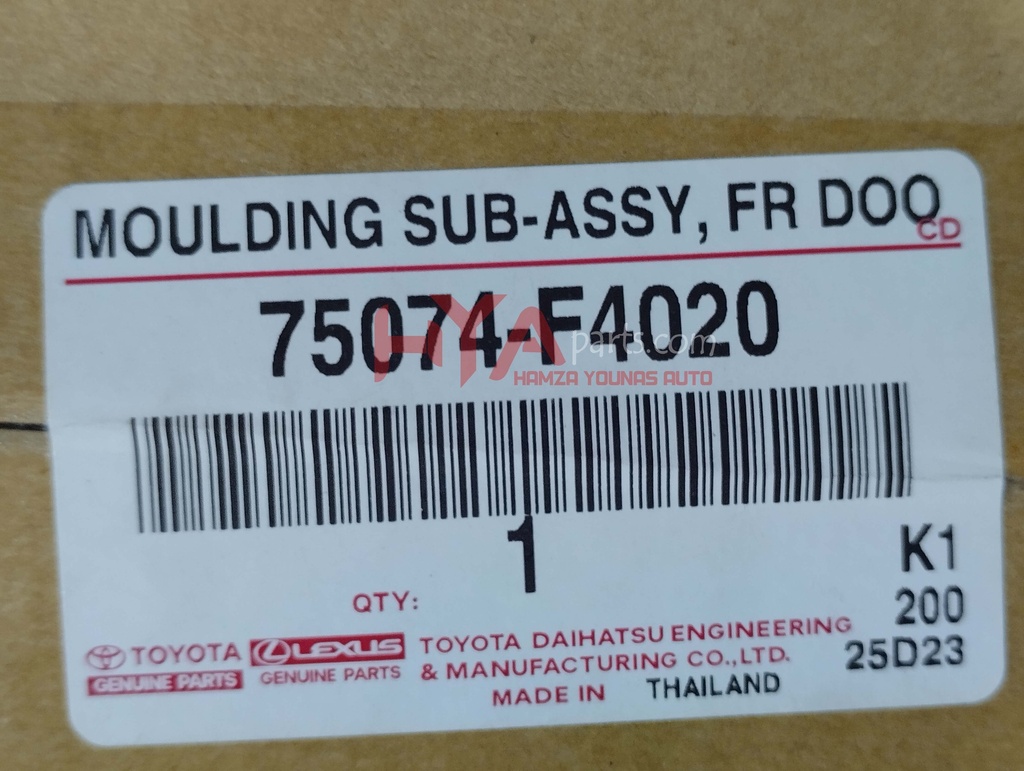 MOULDING SUB-ASSY, FR DOO
CD
75074-F4020
HYA parts.com
HAMZA YOUNAS AUTO
1
K1
QTY:
200
25D23
TOYOTA
GENUINE PARTS
LEXUS
GENUINE PARTS
TOYOTA DAIHATSU ENGINEERING
& MANUFACTURING CO.,LTD.
MADE IN THAILAND